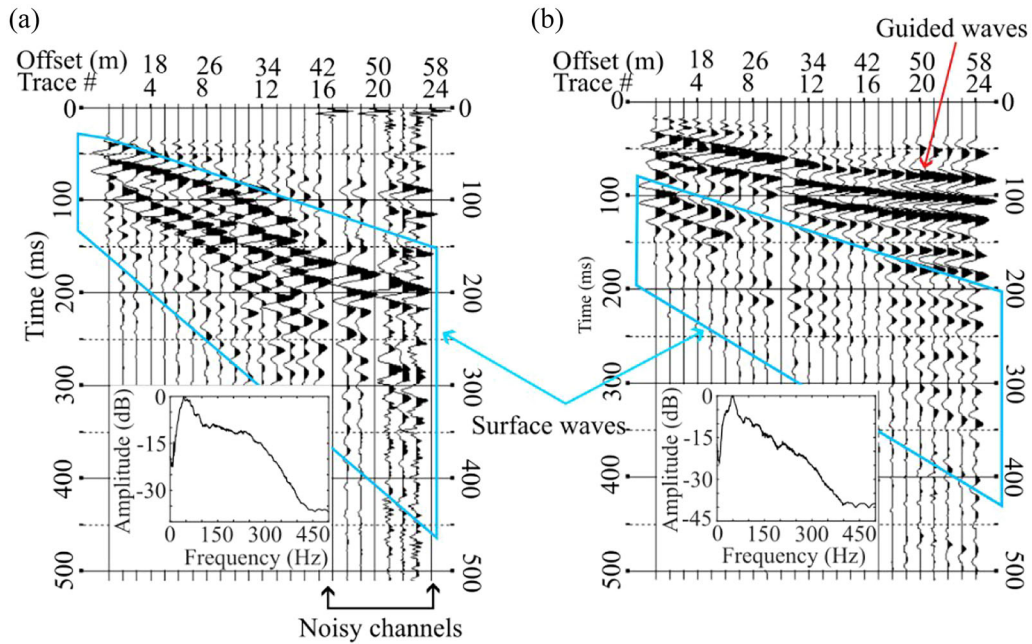 (a)
Offset (m) 18 26 34 42 50 58
Trace # 4 8 12 16 20 24
0 0
100 100
200 200
300 300
400 400
500 500
Time (ms)
0
-15
-30
Amplitude (dB)
0 150 300 450
Frequency (Hz)
Noisy channels
Surface waves
(b)
Guided waves
Offset (m) 18 26 34 42 50 58
Trace # 4 8 12 16 20 24
0 0
100 100
200 200
300 300
400 400
500 500
Time (ms)
0
-15
-30
-45
Amplitude (dB)
0 150 300 450
Frequency (Hz)